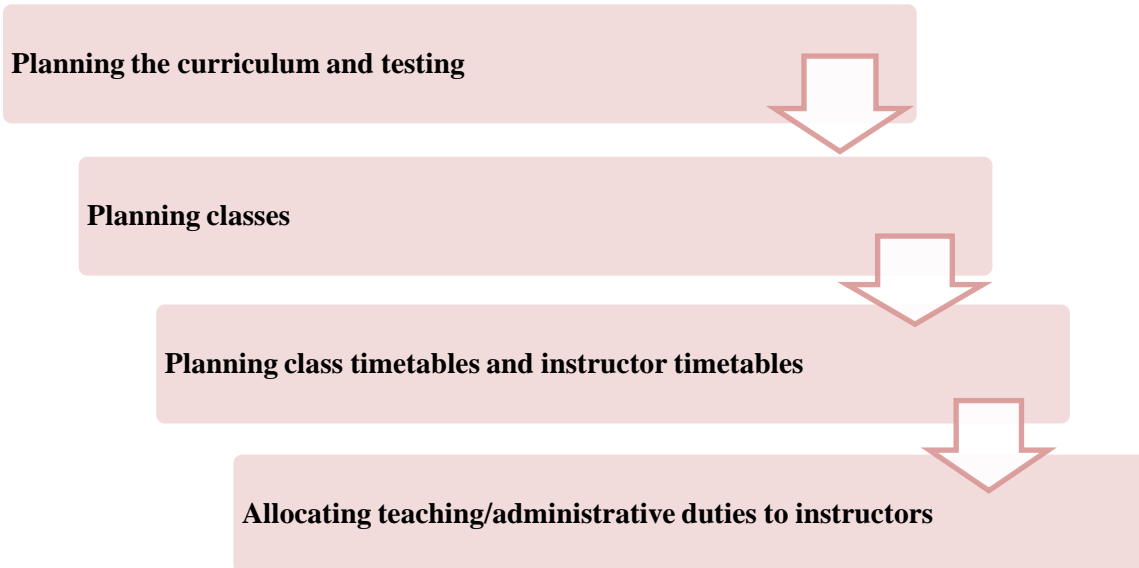 Planning the curriculum and testing
Planning classes
Planning class timetables and instructor timetables
Allocating teaching/administrative duties to instructors